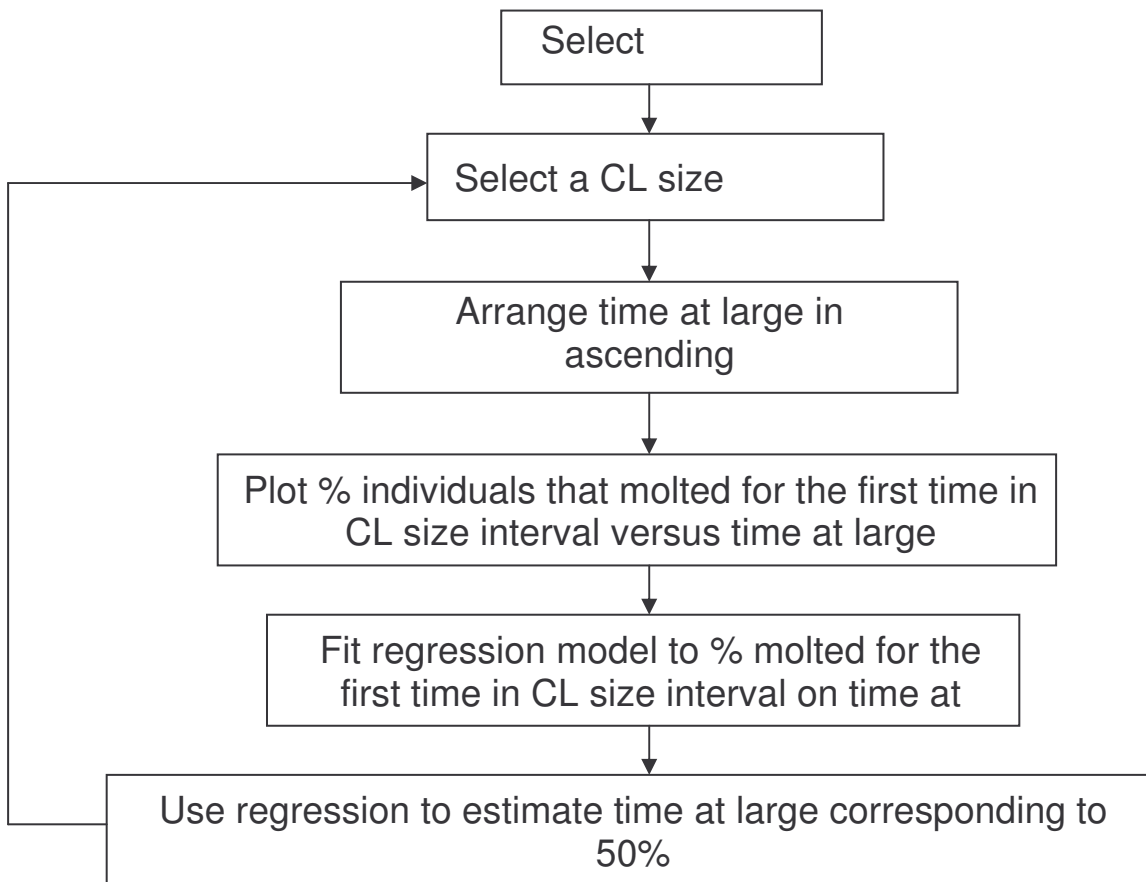 Select
Select a CL size
Arrange time at large in
ascending
Plot % individuals that molted for the first time in
CL size interval versus time at large
Fit regression model to % molted for the
first time in CL size interval on time at
Use regression to estimate time at large corresponding to
50%